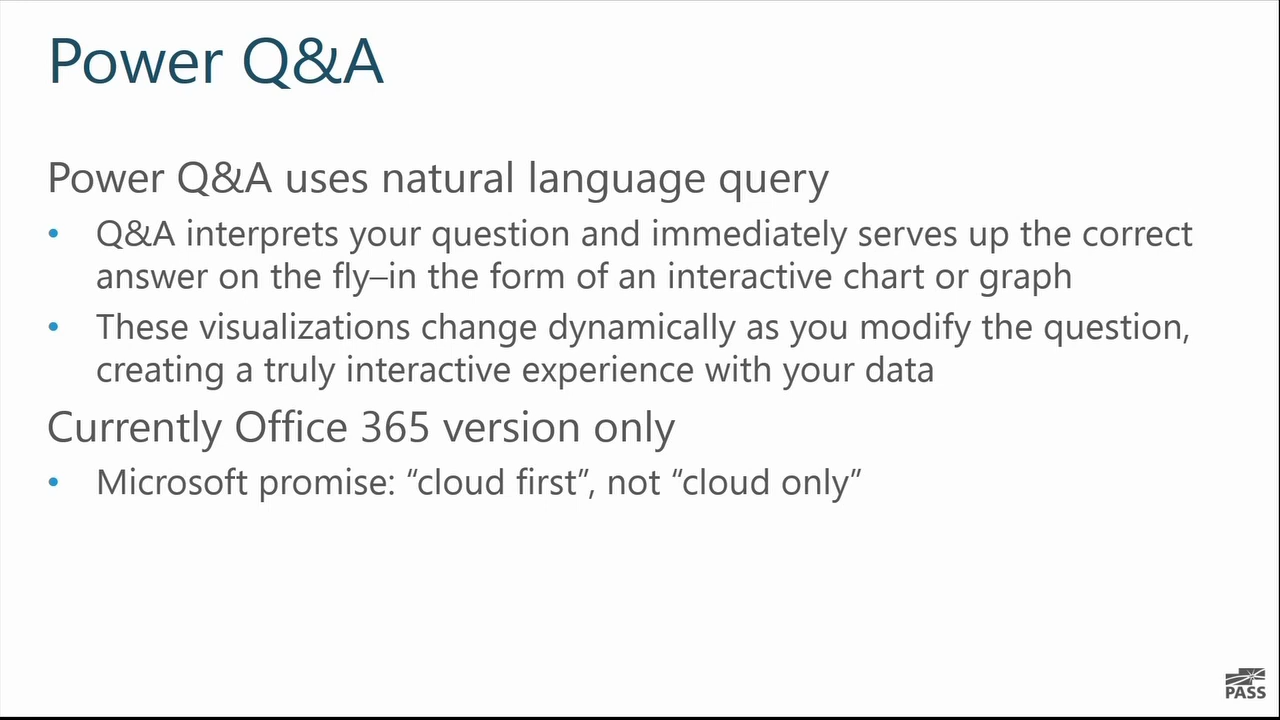 Power Q&A
Power Q&A uses natural language query
• Q&A interprets your question and immediately serves up the correct
answer on the fly–in the form of an interactive chart or graph
• These visualizations change dynamically as you modify the question,
creating a truly interactive experience with your data
Currently Office 365 version only
• Microsoft promise: “cloud first”, not “cloud only”
PASS